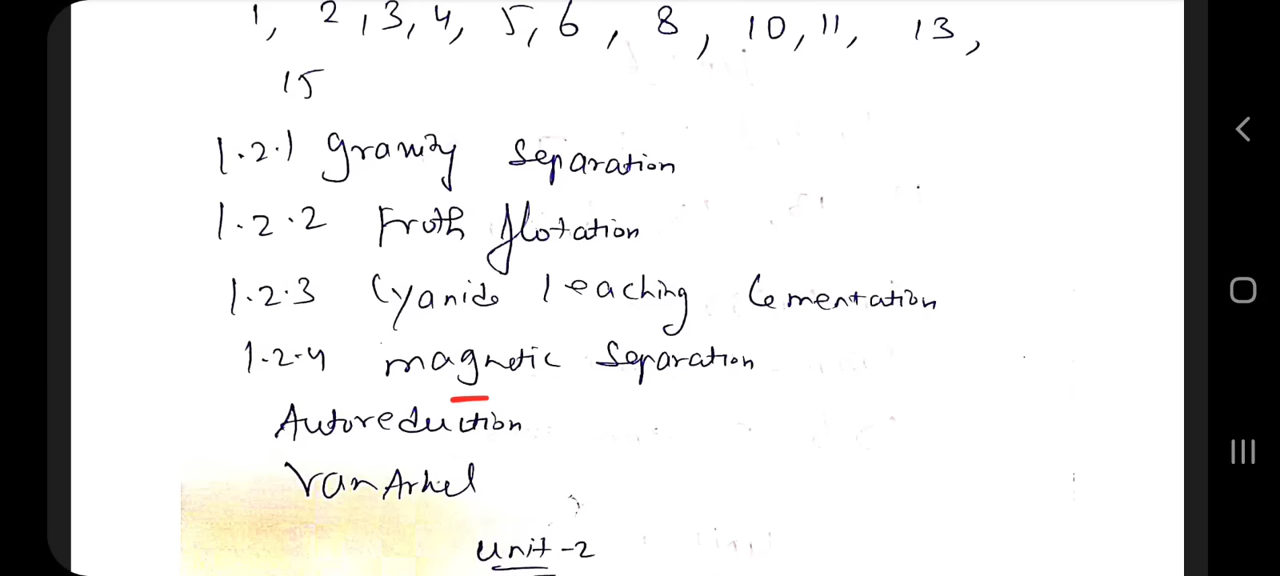 1, 2, 3, 4, 5, 6, 8, 10, 11, 13,
15
1.2.1 gravity Separation
1.2.2 Froth flotation
1.2.3 Cyanide leaching Cementation
1.2.4 magnetic Separation
Autoreduction
Van Arkel
Unit-2